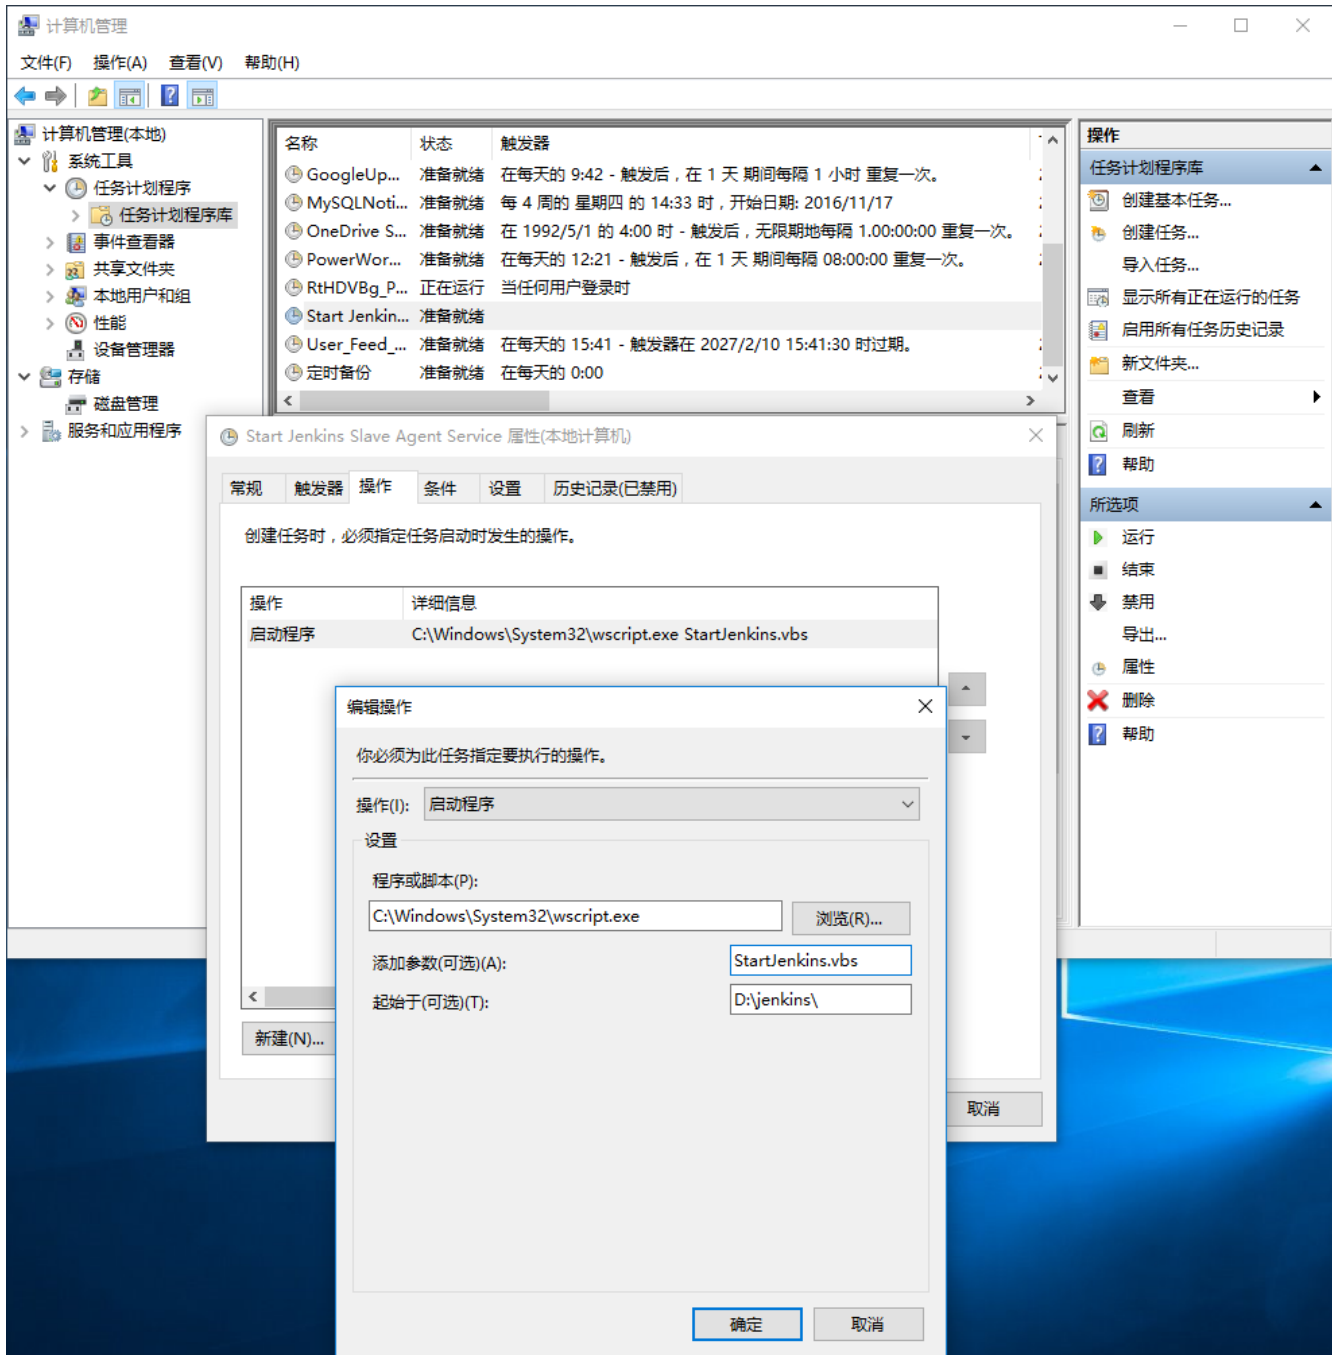 计算机管理
文件(F) 操作(A) 查看(V) 帮助(H)
计算机管理(本地)
系统工具
任务计划程序
任务计划程序库
事件查看器
共享文件夹
本地用户和组
性能
设备管理器
存储
磁盘管理
服务和应用程序
名称 状态 触发器
GoogleUp... 准备就绪 在每天的 9:42 - 触发后，在 1 天 期间每隔 1 小时 重复一次。
MySQLNoti... 准备就绪 每 4 周的 星期四 的 14:33 时，开始日期: 2016/11/17
OneDrive S... 准备就绪 在 1992/5/1 的 4:00 时 - 触发后，无限期地每隔 1.00:00:00 重复一次。
PowerWor... 准备就绪 在每天的 12:21 - 触发后，在 1 天 期间每隔 08:00:00 重复一次。
RtHDVBg_P... 正在运行 当任何用户登录时
Start Jenkin... 准备就绪
User_Feed_... 准备就绪 在每天的 15:41 - 触发器在 2027/2/10 15:41:30 时过期。
定时备份 准备就绪 在每天的 0:00
操作
任务计划程序库
创建基本任务...
创建任务...
导入任务...
显示所有正在运行的任务
启用所有任务历史记录
新文件夹...
查看
刷新
帮助
所选项
运行
结束
禁用
导出...
属性
删除
帮助
Start Jenkins Slave Agent Service 属性(本地计算机)
常规 触发器 操作 条件 设置 历史记录(已禁用)
创建任务时，必须指定任务启动时发生的操作。
操作 详细信息
启动程序 C:\Windows\System32\wscript.exe StartJenkins.vbs
新建(N)...
取消
编辑操作
你必须为此任务指定要执行的操作。
操作(I): 启动程序
设置
程序或脚本(P):
C:\Windows\System32\wscript.exe 浏览(R)...
添加参数(可选)(A): StartJenkins.vbs
起始于(可选)(T): D:\jenkins\
确定 取消